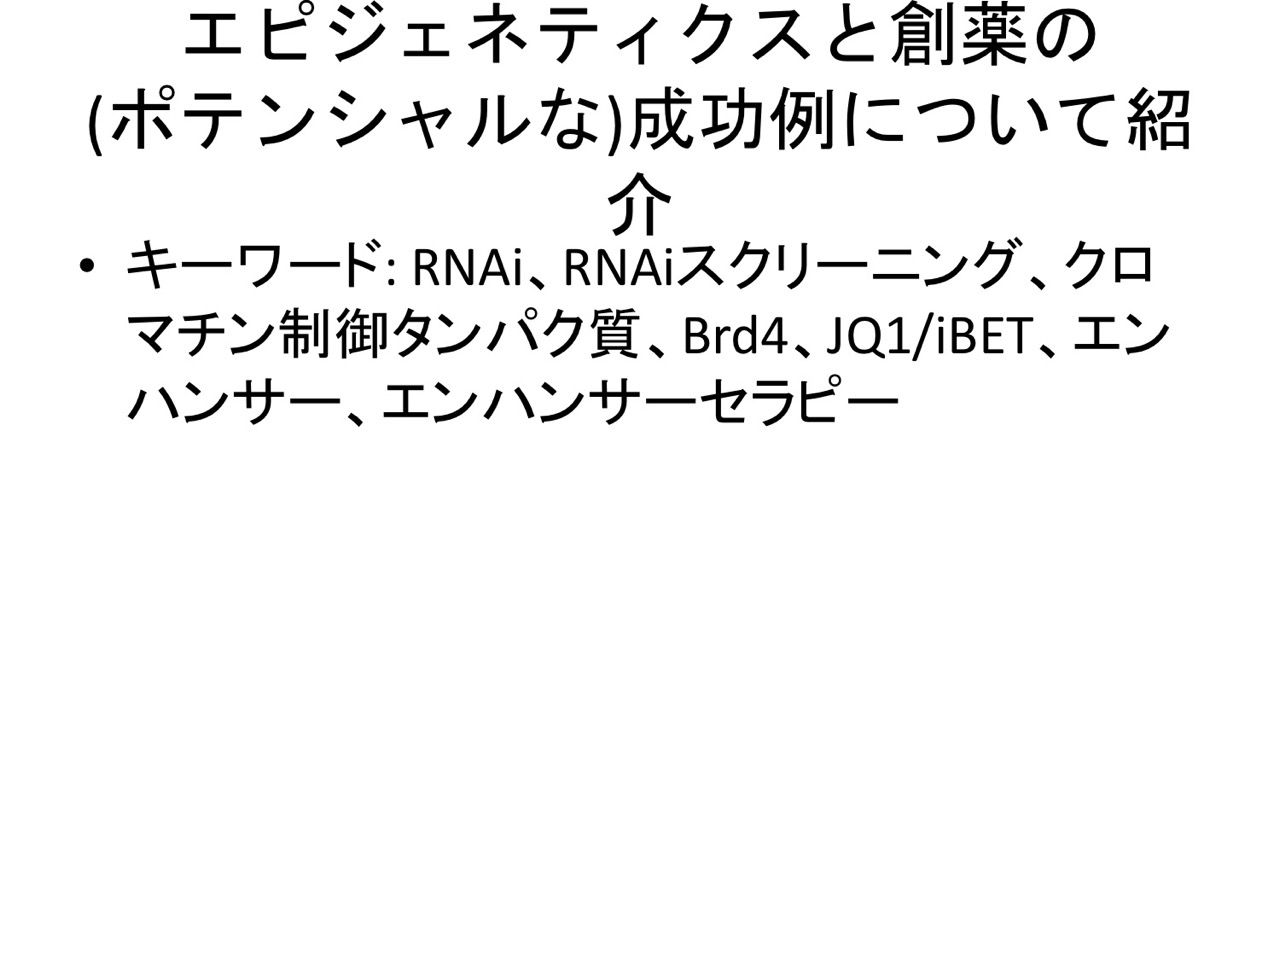 エピジェネティクスと創薬の
(ポテンシャルな)成功例について紹
介
• キーワード: RNAi、RNAiスクリーニング、クロ
マチン制御タンパク質、Brd4、JQ1/iBET、エン
ハンサー、エンハンサーセラピー